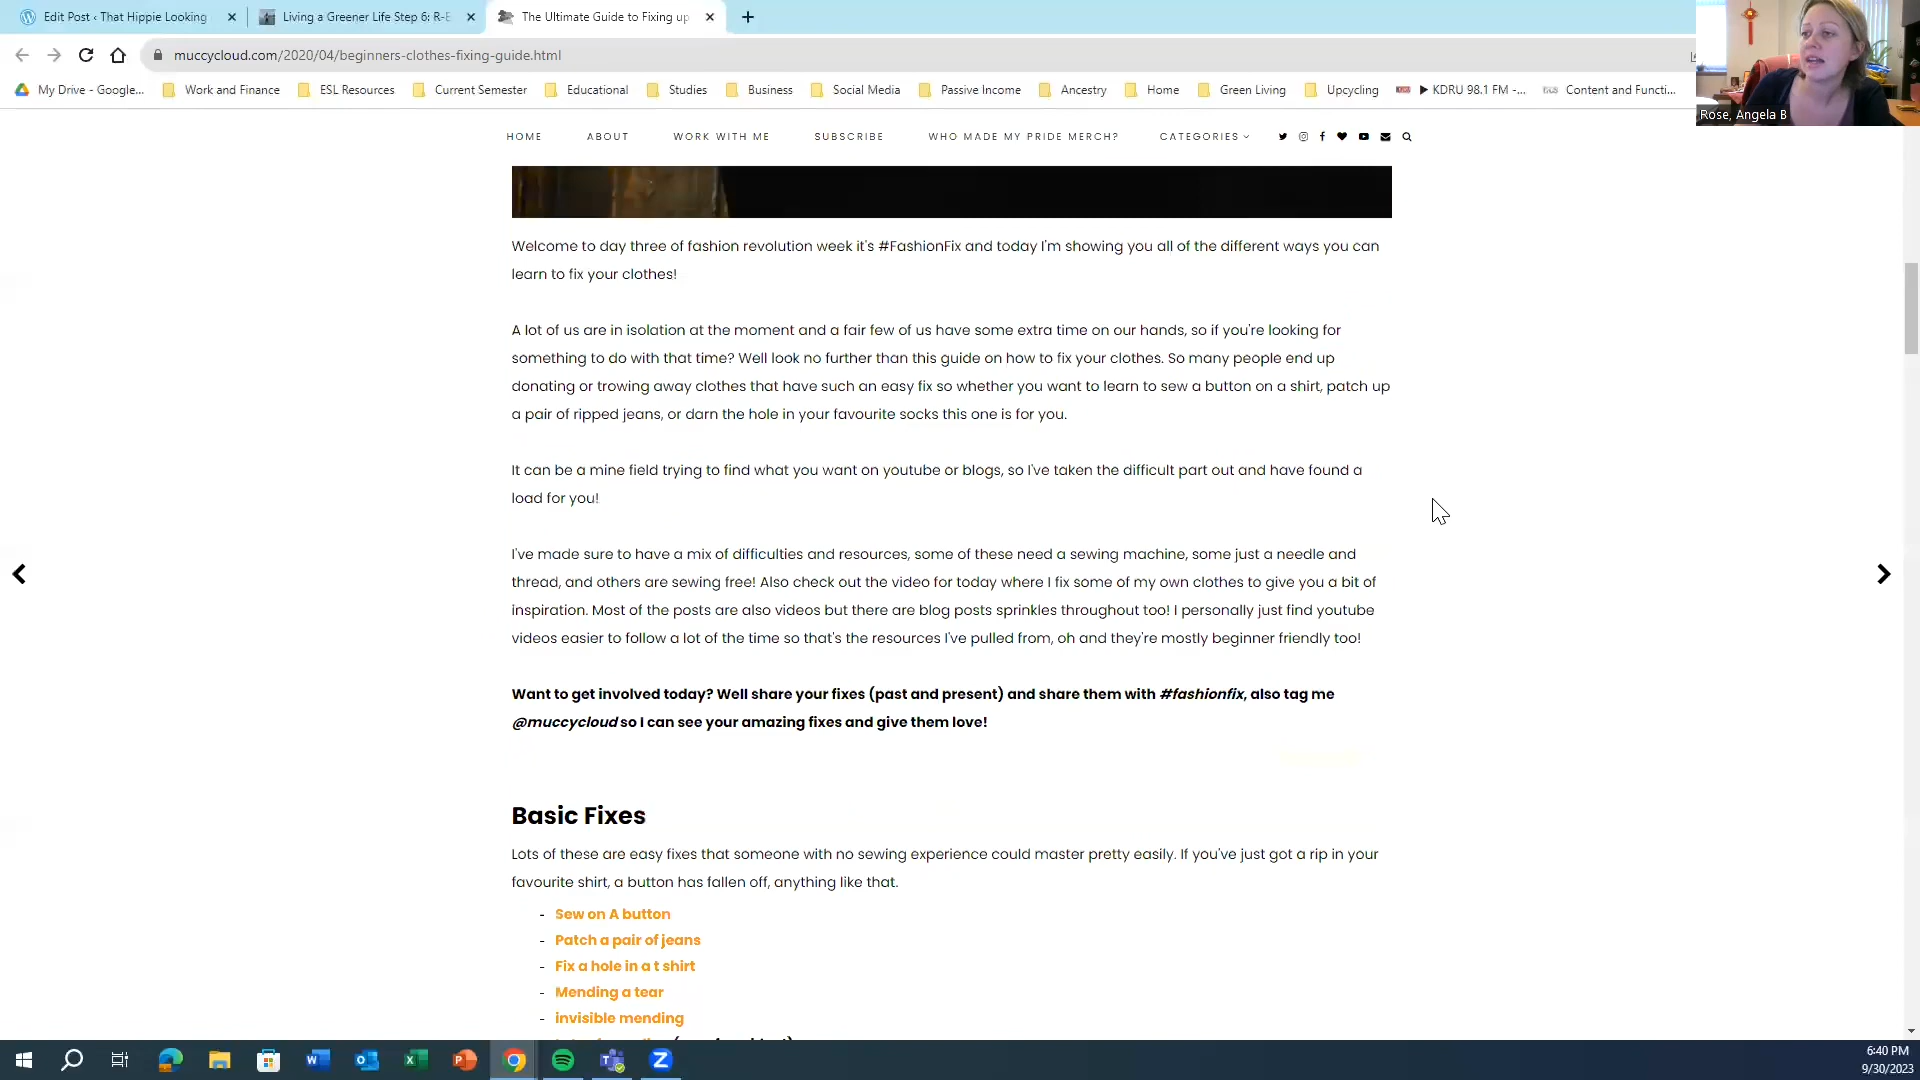 Edit Post ‹ That Hippie Looking
Living a Greener Life Step 6: R-E
The Ultimate Guide to Fixing up
muccycloud.com/2020/04/beginners-clothes-fixing-guide.html
My Drive - Google...
Work and Finance
ESL Resources
Current Semester
Educational
Studies
Business
Social Media
Passive Income
Ancestry
Home
Green Living
Upcycling
KDRU 98.1 FM -...
Content and Functi...
Rose, Angela B
HOME
ABOUT
WORK WITH ME
SUBSCRIBE
WHO MADE MY PRIDE MERCH?
CATEGORIES
Welcome to day three of fashion revolution week it's #FashionFix and today I'm showing you all of the different ways you can
learn to fix your clothes!
A lot of us are in isolation at the moment and a fair few of us have some extra time on our hands, so if you're looking for
something to do with that time? Well look no further than this guide on how to fix your clothes. So many people end up
donating or trowing away clothes that have such an easy fix so whether you want to learn to sew a button on a shirt, patch up
a pair of ripped jeans, or darn the hole in your favourite socks this one is for you.
It can be a mine field trying to find what you want on youtube or blogs, so I've taken the difficult part out and have found a
load for you!
I've made sure to have a mix of difficulties and resources, some of these need a sewing machine, some just a needle and
thread, and others are sewing free! Also check out the video for today where I fix some of my own clothes to give you a bit of
inspiration. Most of the posts are also videos but there are blog posts sprinkles throughout too! I personally just find youtube
videos easier to follow a lot of the time so that's the resources I've pulled from, oh and they're mostly beginner friendly too!
Want to get involved today? Well share your fixes (past and present) and share them with #fashionfix, also tag me
@muccycloud so I can see your amazing fixes and give them love!
Basic Fixes
Lots of these are easy fixes that someone with no sewing experience could master pretty easily. If you've just got a rip in your
favourite shirt, a button has fallen off, anything like that.
- Sew on A button
- Patch a pair of jeans
- Fix a hole in a t shirt
- Mending a tear
- invisible mending
6:40 PM
9/30/2023